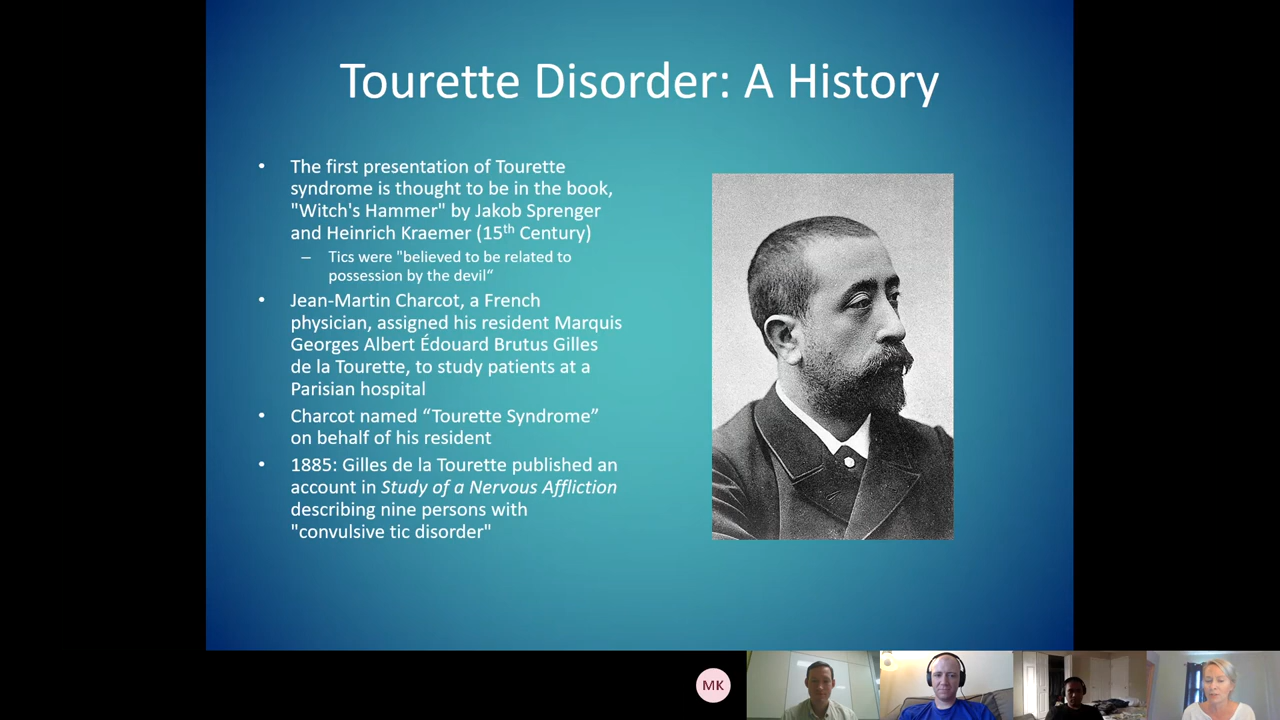 Tourette Disorder: A History
• The first presentation of Tourette
syndrome is thought to be in the book,
"Witch's Hammer" by Jakob Sprenger
and Heinrich Kraemer (15th Century)
– Tics were "believed to be related to
possession by the devil“
• Jean-Martin Charcot, a French
physician, assigned his resident Marquis
Georges Albert Édouard Brutus Gilles
de la Tourette, to study patients at a
Parisian hospital
• Charcot named “Tourette Syndrome”
on behalf of his resident
• 1885: Gilles de la Tourette published an
account in Study of a Nervous Affliction
describing nine persons with
"convulsive tic disorder"
MK